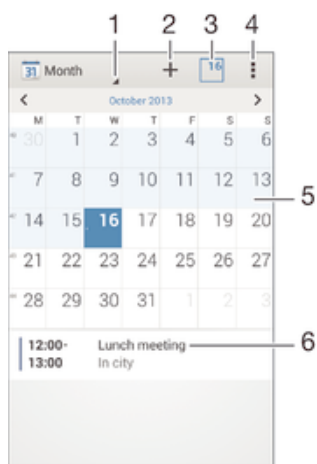 1 2 3 4
31 Month 16
< October 2013 >
M T W T F S S
30 1 2 3 4 5 6
7 8 9 10 11 12 13
5
14 15 16 17 18 19 20
21 22 23 24 25 26 27
28 29 30 31 1 2 3
12:00- Lunch meeting 6
13:00 In city